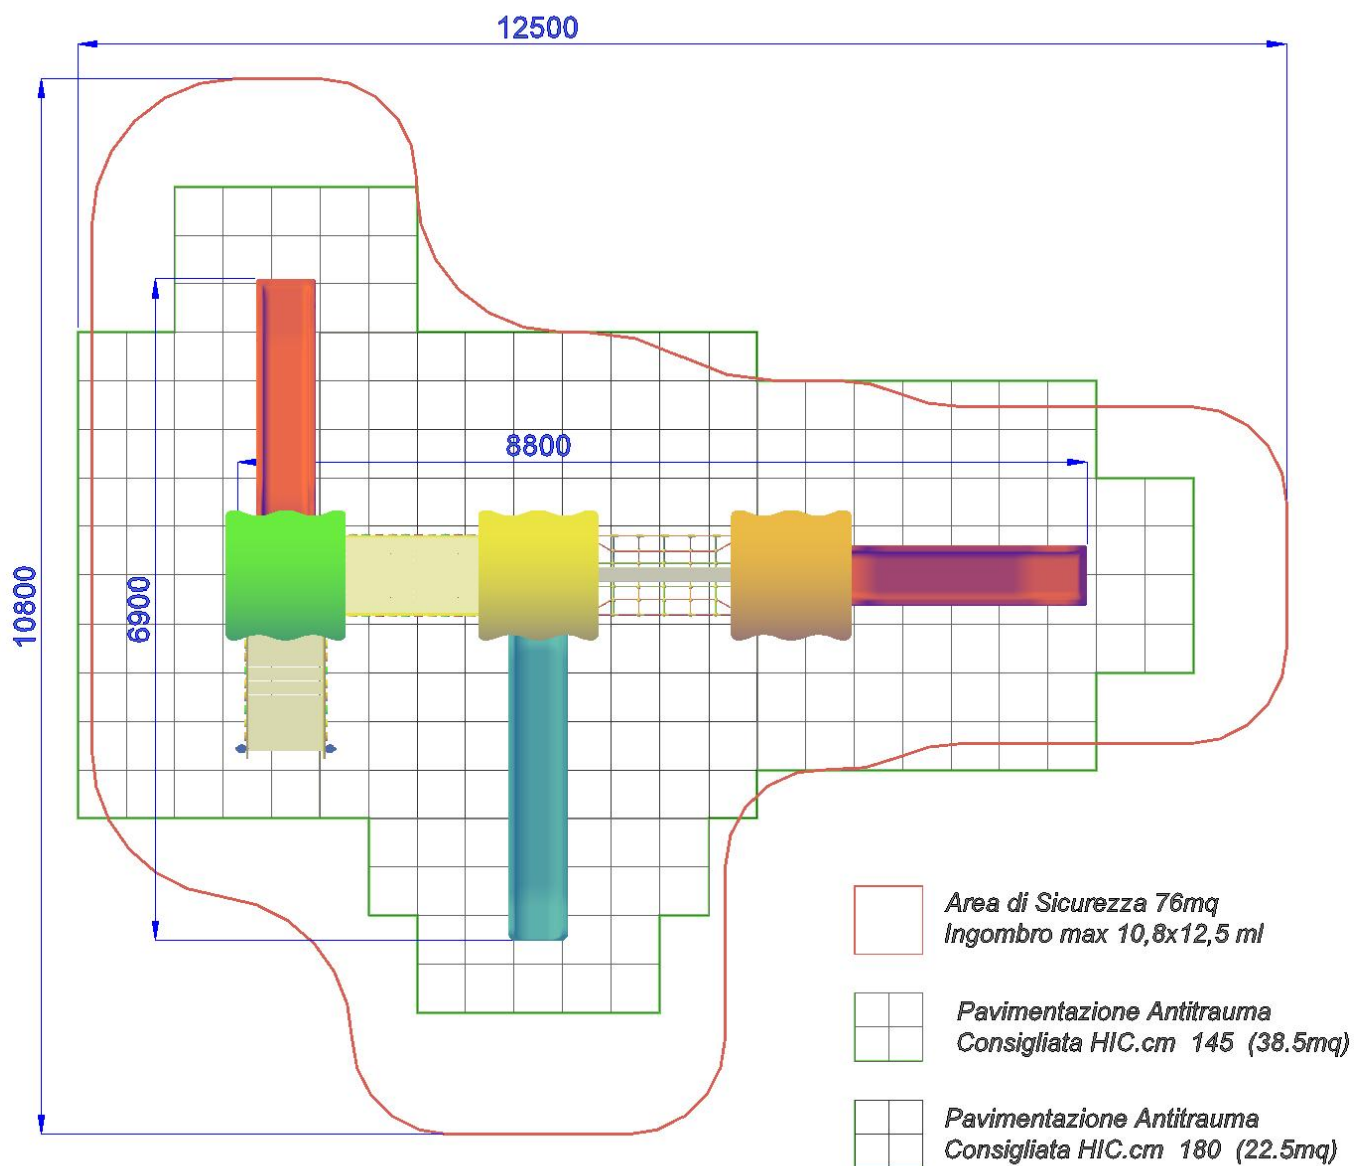 12500
8800
10800
6900
Area di Sicurezza 76mq
Ingombro max 10,8x12,5 ml
Pavimentazione Antitrauma
Consigliata HIC.cm 145 (38.5mq)
Pavimentazione Antitrauma
Consigliata HIC.cm 180 (22.5mq)